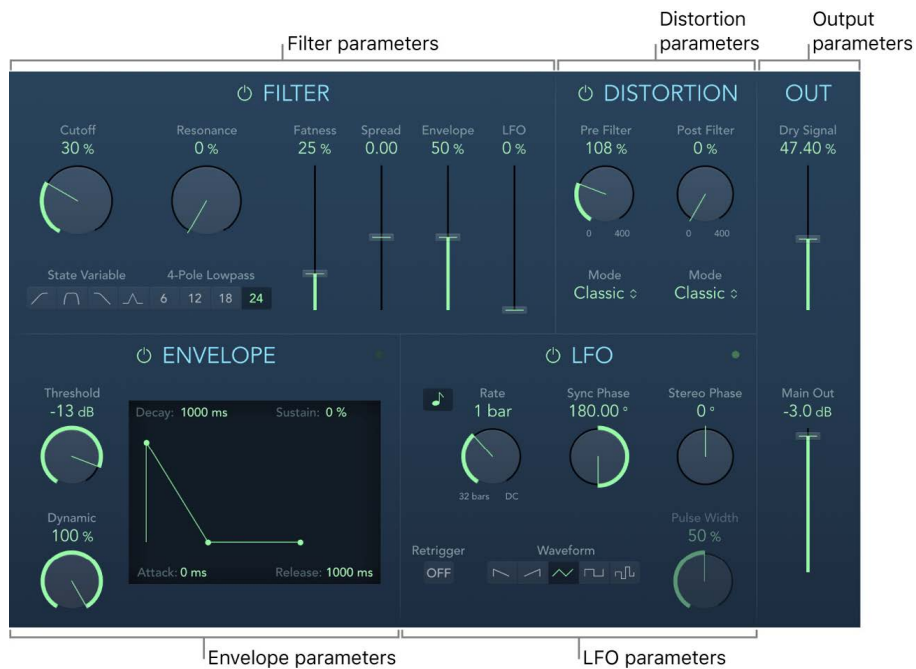 Filter parameters
Distortion
parameters
Output
parameters
FILTER
Cutoff
30 %
Resonance
0 %
Fatness
25 %
Spread
0.00
Envelope
50 %
LFO
0 %
State Variable
4-Pole Lowpass
6 12 18 24
DISTORTION
Pre Filter
108 %
0 400
Post Filter
0 %
0 400
Mode
Classic
Mode
Classic
OUT
Dry Signal
47.40 %
ENVELOPE
Threshold
-13 dB
Dynamic
100 %
Decay: 1000 ms Sustain: 0 %
Attack: 0 ms Release: 1000 ms
LFO
Rate
1 bar
32 bars DC
Sync Phase
180.00 °
Stereo Phase
0 °
Retrigger
OFF
Waveform
Pulse Width
50 %
Main Out
-3.0 dB
Envelope parameters
LFO parameters